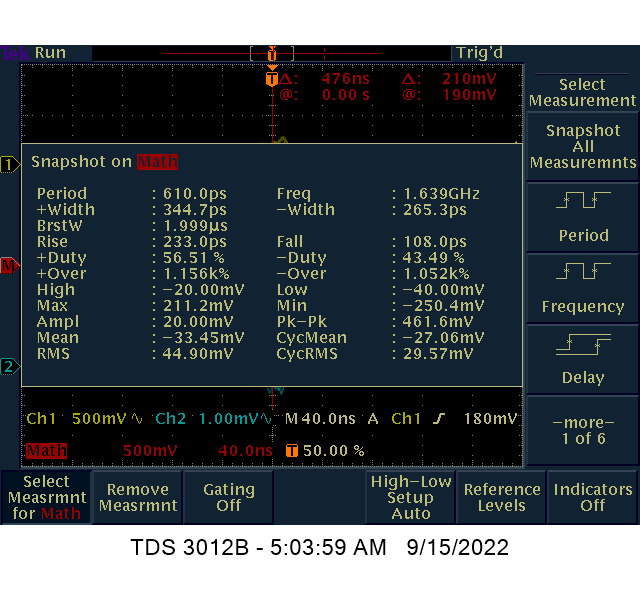 Tek Run Trig'd
T
T Δ: 476ns Δ: 210mV
@: 0.00 s @: 190mV
Select
Measurement
Snapshot
All
Measuremnts
1
Snapshot on Math
Period : 610.0ps Freq : 1.639GHz
+Width : 344.7ps −Width : 265.3ps
BrstW : 1.999µs
Rise : 233.0ps Fall : 108.0ps
+Duty : 56.51 % −Duty : 43.49 %
+Over : 1.156k% −Over : 1.052k%
High : −20.00mV Low : −40.00mV
Max : 211.2mV Min : −250.4mV
Ampl : 20.00mV Pk−Pk : 461.6mV
Mean : −33.45mV CycMean : −27.06mV
RMS : 44.90mV CycRMS : 29.57mV
M
2
Period
Frequency
Delay
−more−
1 of 6
Ch1 500mV∿ Ch2 1.00mV∿ M 40.0ns A Ch1 ƒ 180mV
Math 500mV 40.0ns T 50.00 %
Select
Measrmnt
for Math
Remove
Measrmnt
Gating
Off
High−Low
Setup
Auto
Reference
Levels
Indicators
Off
TDS 3012B - 5:03:59 AM 9/15/2022